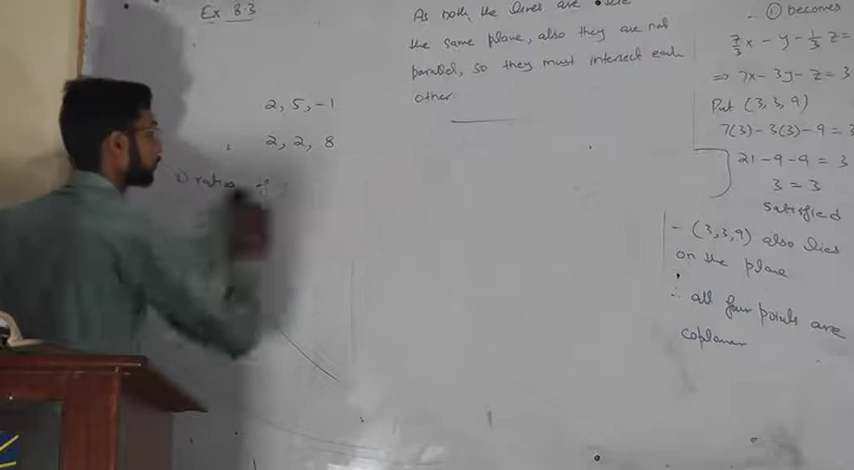 Ex 8.3
2, 5, -1
2, 2, 8
D ratios of
As both the lines are
the same plane, also they are not
parallel, so they must intersect each
other.
① becomes
7/3 x - y - 1/3 z =
⇒ 7x - 3y - z = 3
Put (3, 3, 9)
7(3) - 3(3) - 9 = 3
21 - 9 - 9 = 3
3 = 3
Satisfied
- (3, 3, 9) also lies
on the plane
∴ all four points are
coplanar